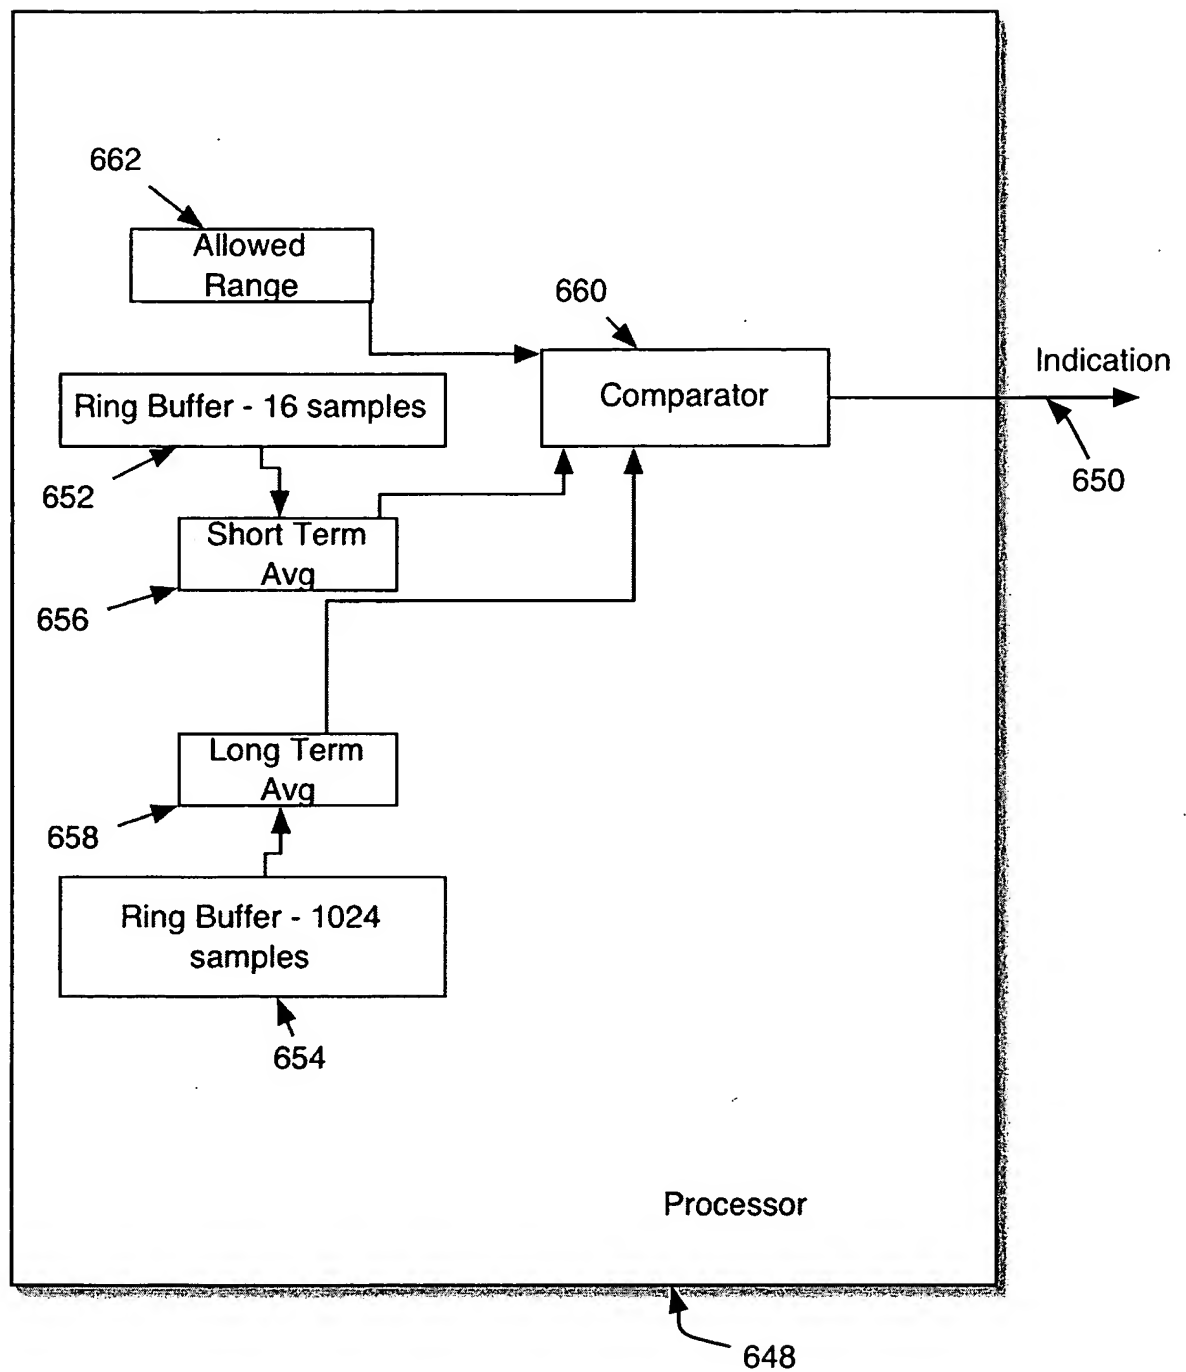 662
Allowed
Range
660
Indication
Comparator
Ring Buffer - 16 samples
650
652
Short Term
Avg
656
Long Term
Avg
658
Ring Buffer - 1024
samples
654
Processor
648